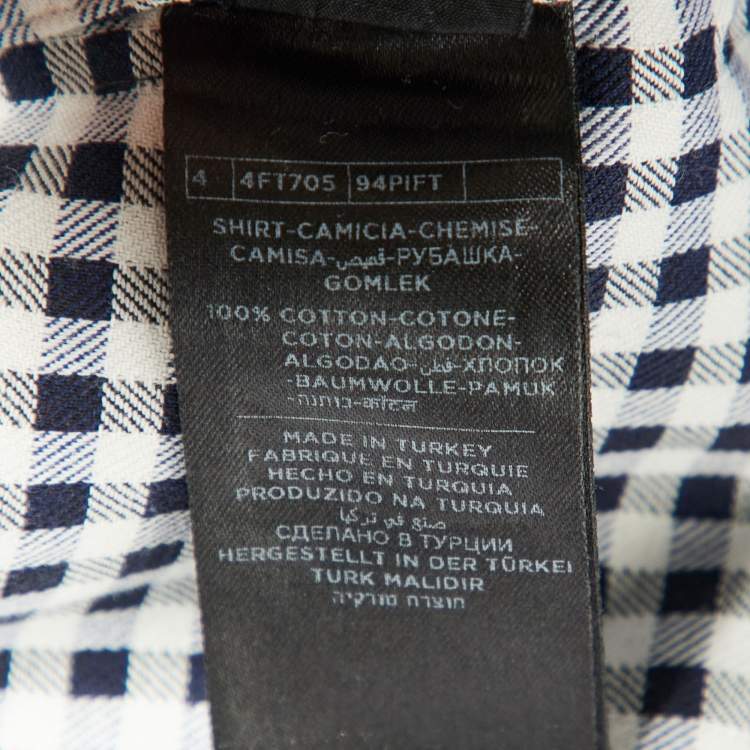 4 4FT705 94PIFT
SHIRT-CAMICIA-CHEMISE-
CAMISA-قميص-РУБАШКА-
GOMLEK
100% COTTON-COTONE-
COTON-ALGODON-
ALGODAO-قطن-ХЛОПОК
-BAUMWOLLE-PAMUK
-כותנה-कॉटन
MADE IN TURKEY
FABRIQUE EN TURQUIE
HECHO EN TURQUIA
PRODUZIDO NA TURQUIA
صنع في تركيا
СДЕЛАНО В ТУРЦИИ
HERGESTELLT IN DER TÜRKEI
TURK MALIDIR
תוצרת טורקיה